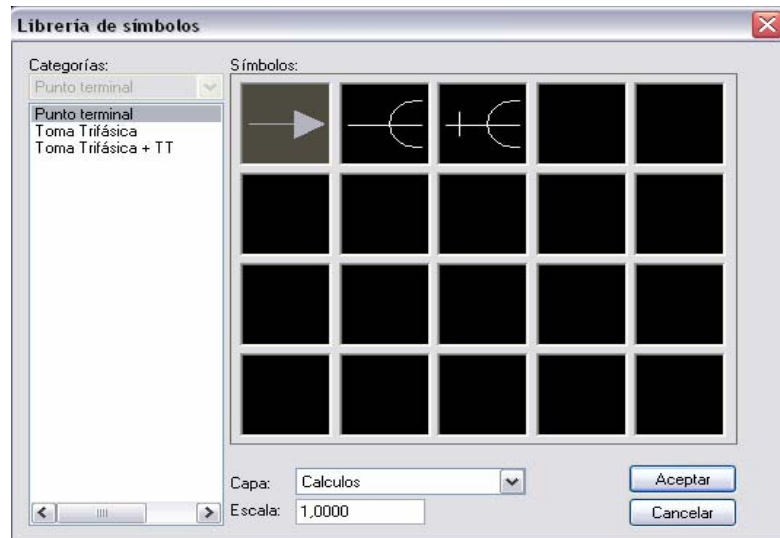 Librería de símbolos
Categorías:
Símbolos:
Punto terminal
Punto terminal
Toma Trifásica
Toma Trifásica + TT
Capa:
Calculos
Aceptar
Escala:
1,0000
Cancelar